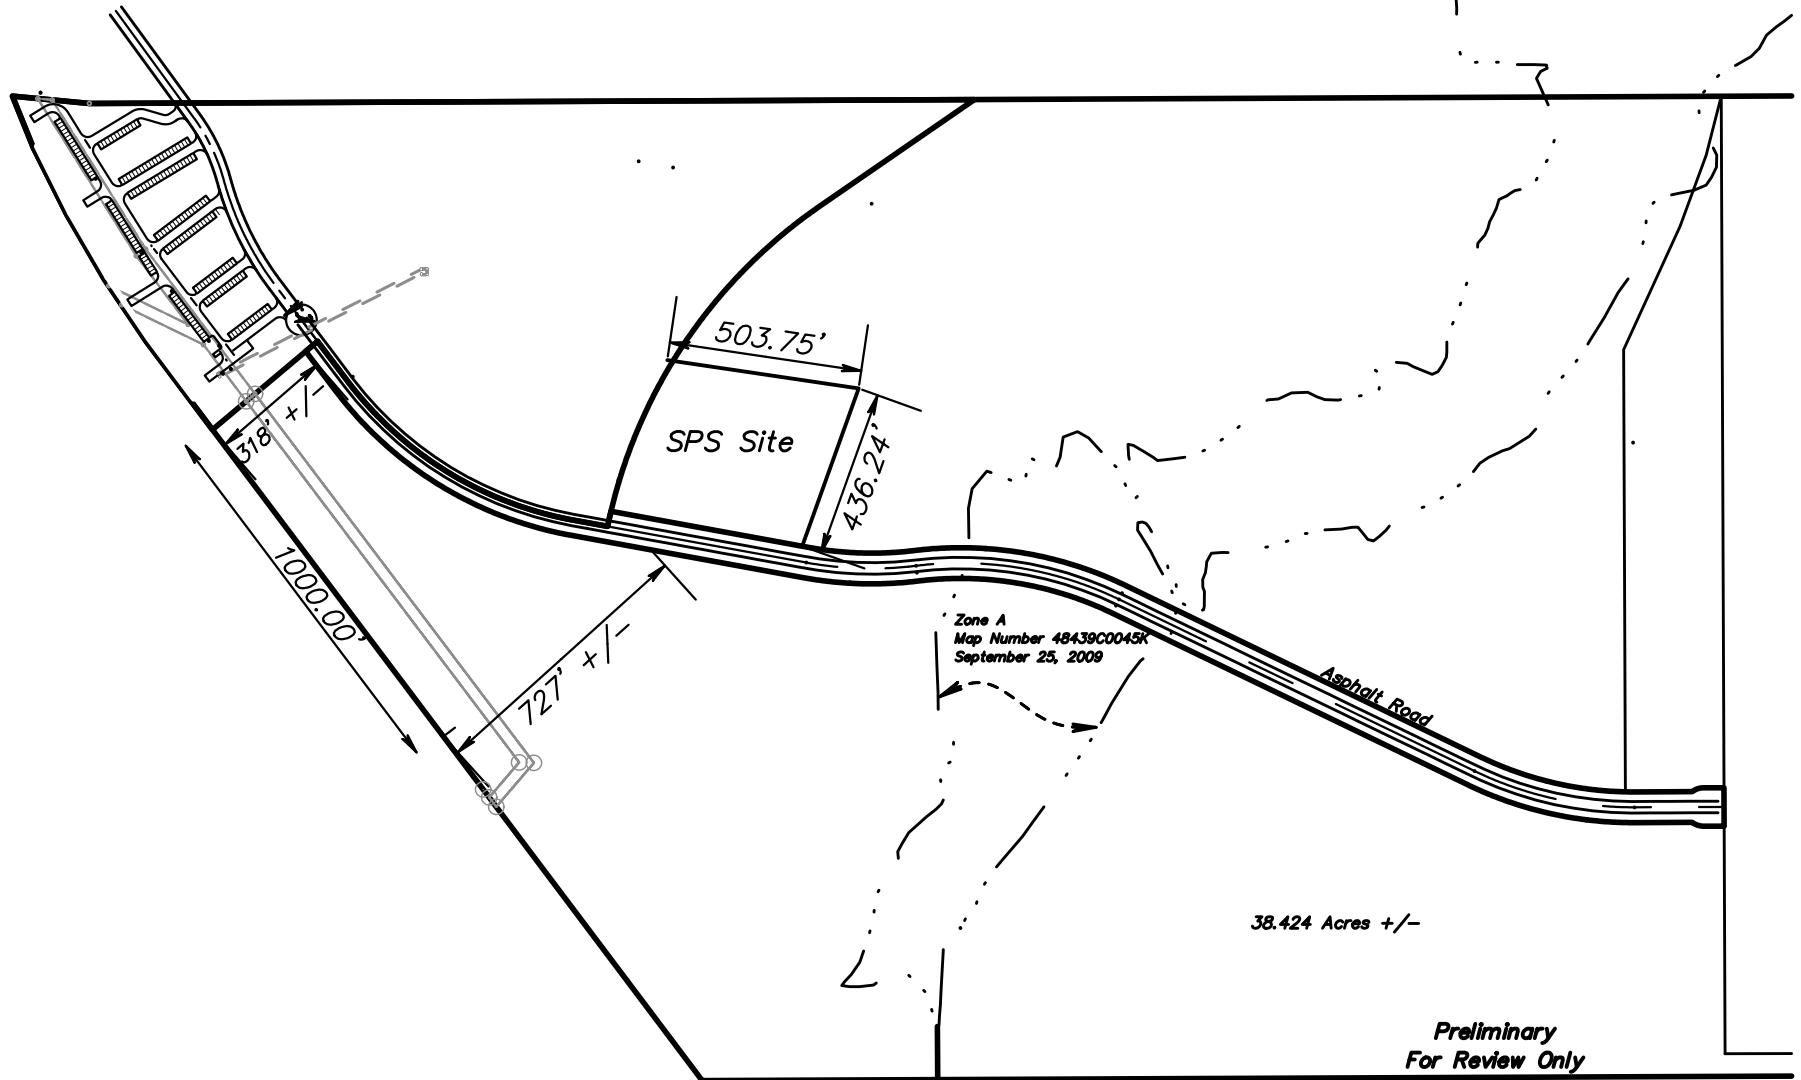 503.75'
SPS Site
436.24'
318' +/-
1000.00'
727' +/-
Zone A
Map Number 48439C0045K
September 25, 2009
Asphalt Road
38.424 Acres +/-
Preliminary
For Review Only